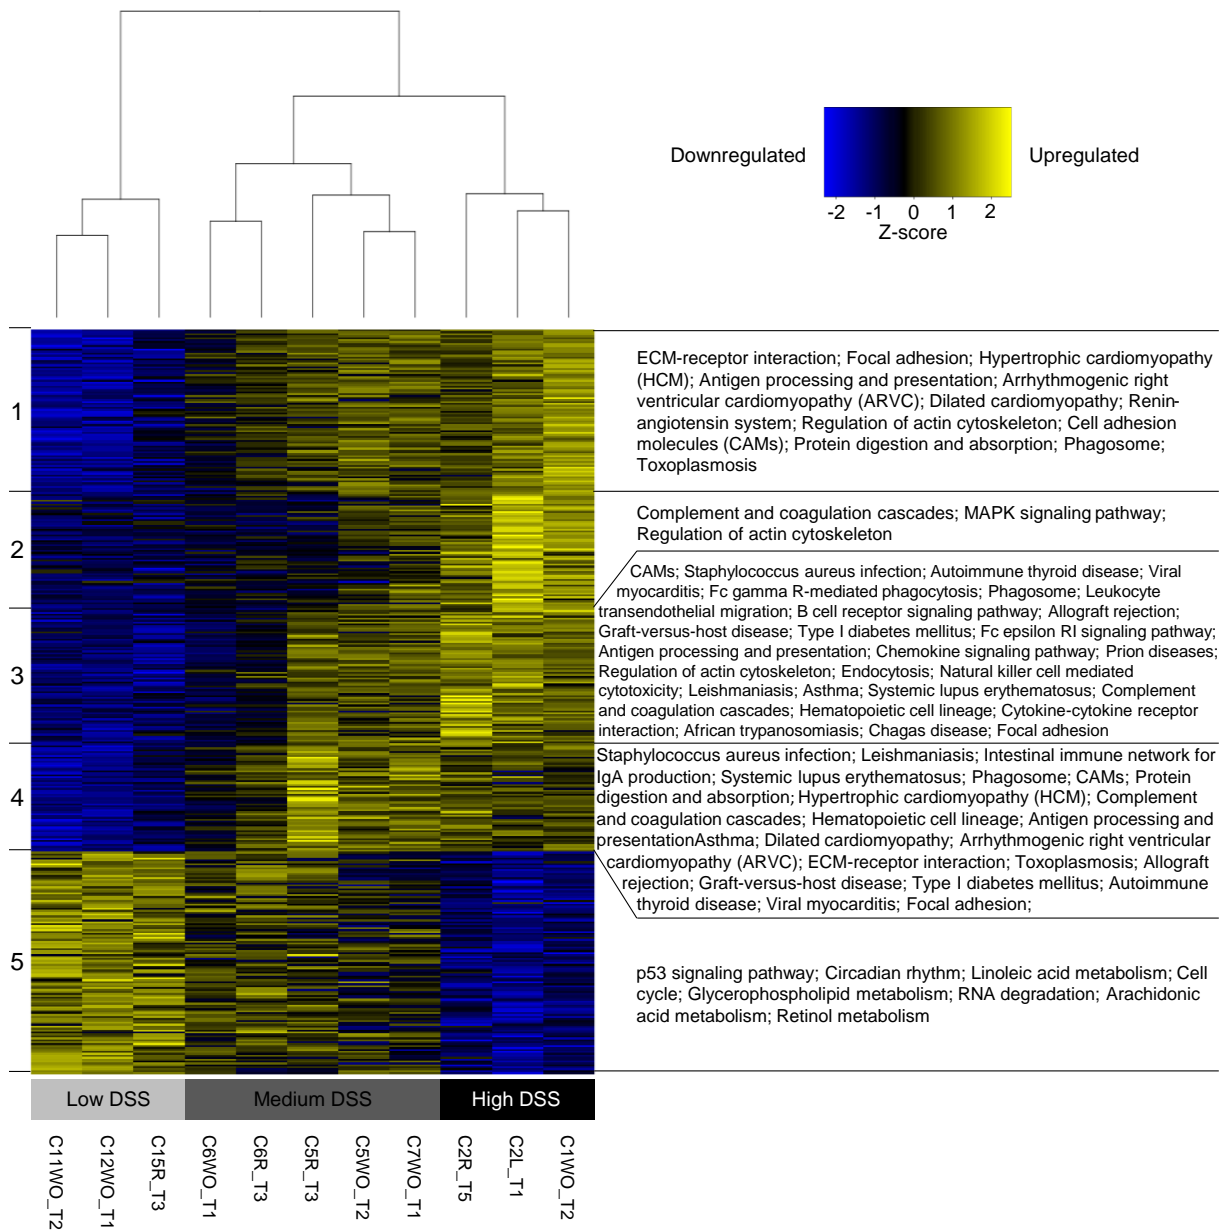 Downregulated
Upregulated
-2 -1 0 1 2
Z-score
1
ECM-receptor interaction; Focal adhesion; Hypertrophic cardiomyopathy
(HCM); Antigen processing and presentation; Arrhythmogenic right
ventricular cardiomyopathy (ARVC); Dilated cardiomyopathy; Renin-
angiotensin system; Regulation of actin cytoskeleton; Cell adhesion
molecules (CAMs); Protein digestion and absorption; Phagosome;
Toxoplasmosis
2
Complement and coagulation cascades; MAPK signaling pathway;
Regulation of actin cytoskeleton
3
CAMs; Staphylococcus aureus infection; Autoimmune thyroid disease; Viral
myocarditis; Fc gamma R-mediated phagocytosis; Phagosome; Leukocyte
transendothelial migration; B cell receptor signaling pathway; Allograft rejection;
Graft-versus-host disease; Type I diabetes mellitus; Fc epsilon RI signaling pathway;
Antigen processing and presentation; Chemokine signaling pathway; Prion diseases;
Regulation of actin cytoskeleton; Endocytosis; Natural killer cell mediated
cytotoxicity; Leishmaniasis; Asthma; Systemic lupus erythematosus; Complement
and coagulation cascades; Hematopoietic cell lineage; Cytokine-cytokine receptor
interaction; African trypanosomiasis; Chagas disease; Focal adhesion
4
Staphylococcus aureus infection; Leishmaniasis; Intestinal immune network for
IgA production; Systemic lupus erythematosus; Phagosome; CAMs; Protein
digestion and absorption; Hypertrophic cardiomyopathy (HCM); Complement
and coagulation cascades; Hematopoietic cell lineage; Antigen processing and
presentationAsthma; Dilated cardiomyopathy; Arrhythmogenic right ventricular
cardiomyopathy (ARVC); ECM-receptor interaction; Toxoplasmosis; Allograft
rejection; Graft-versus-host disease; Type I diabetes mellitus; Autoimmune
thyroid disease; Viral myocarditis; Focal adhesion;
5
p53 signaling pathway; Circadian rhythm; Linoleic acid metabolism; Cell
cycle; Glycerophospholipid metabolism; RNA degradation; Arachidonic
acid metabolism; Retinol metabolism
Low DSS
Medium DSS
High DSS
C11WO_T2
C12WO_T1
C15R_T3
C6WO_T1
C6R_T3
C5R_T3
C5WO_T2
C7WO_T1
C2R_T5
C2L_T1
C1WO_T2